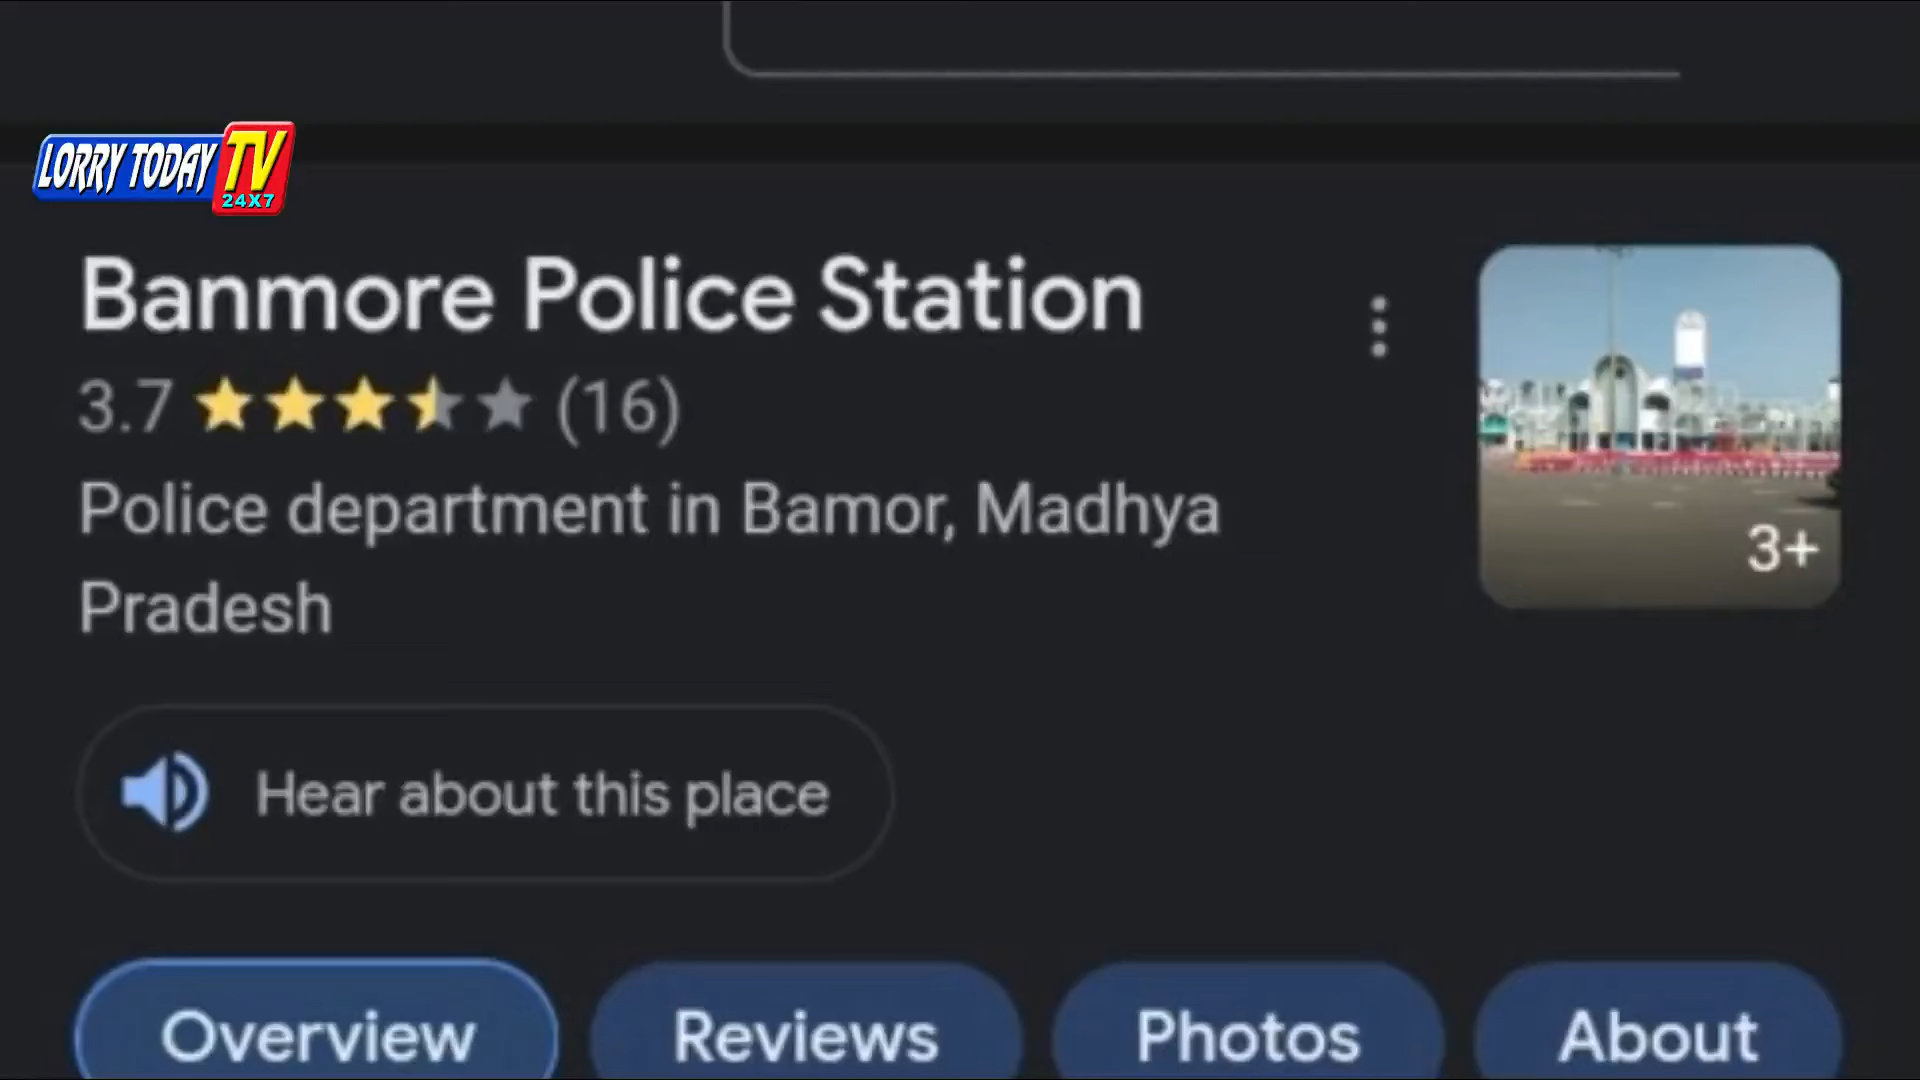 LORRY TODAY TV
24X7
Banmore Police Station
3.7 (16)
Police department in Bamor, Madhya
Pradesh
3+
Hear about this place
Overview
Reviews
Photos
About